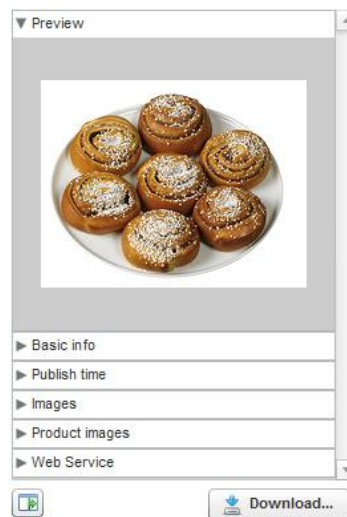 Preview
Basic info
Publish time
Images
Product images
Web Service
Download...